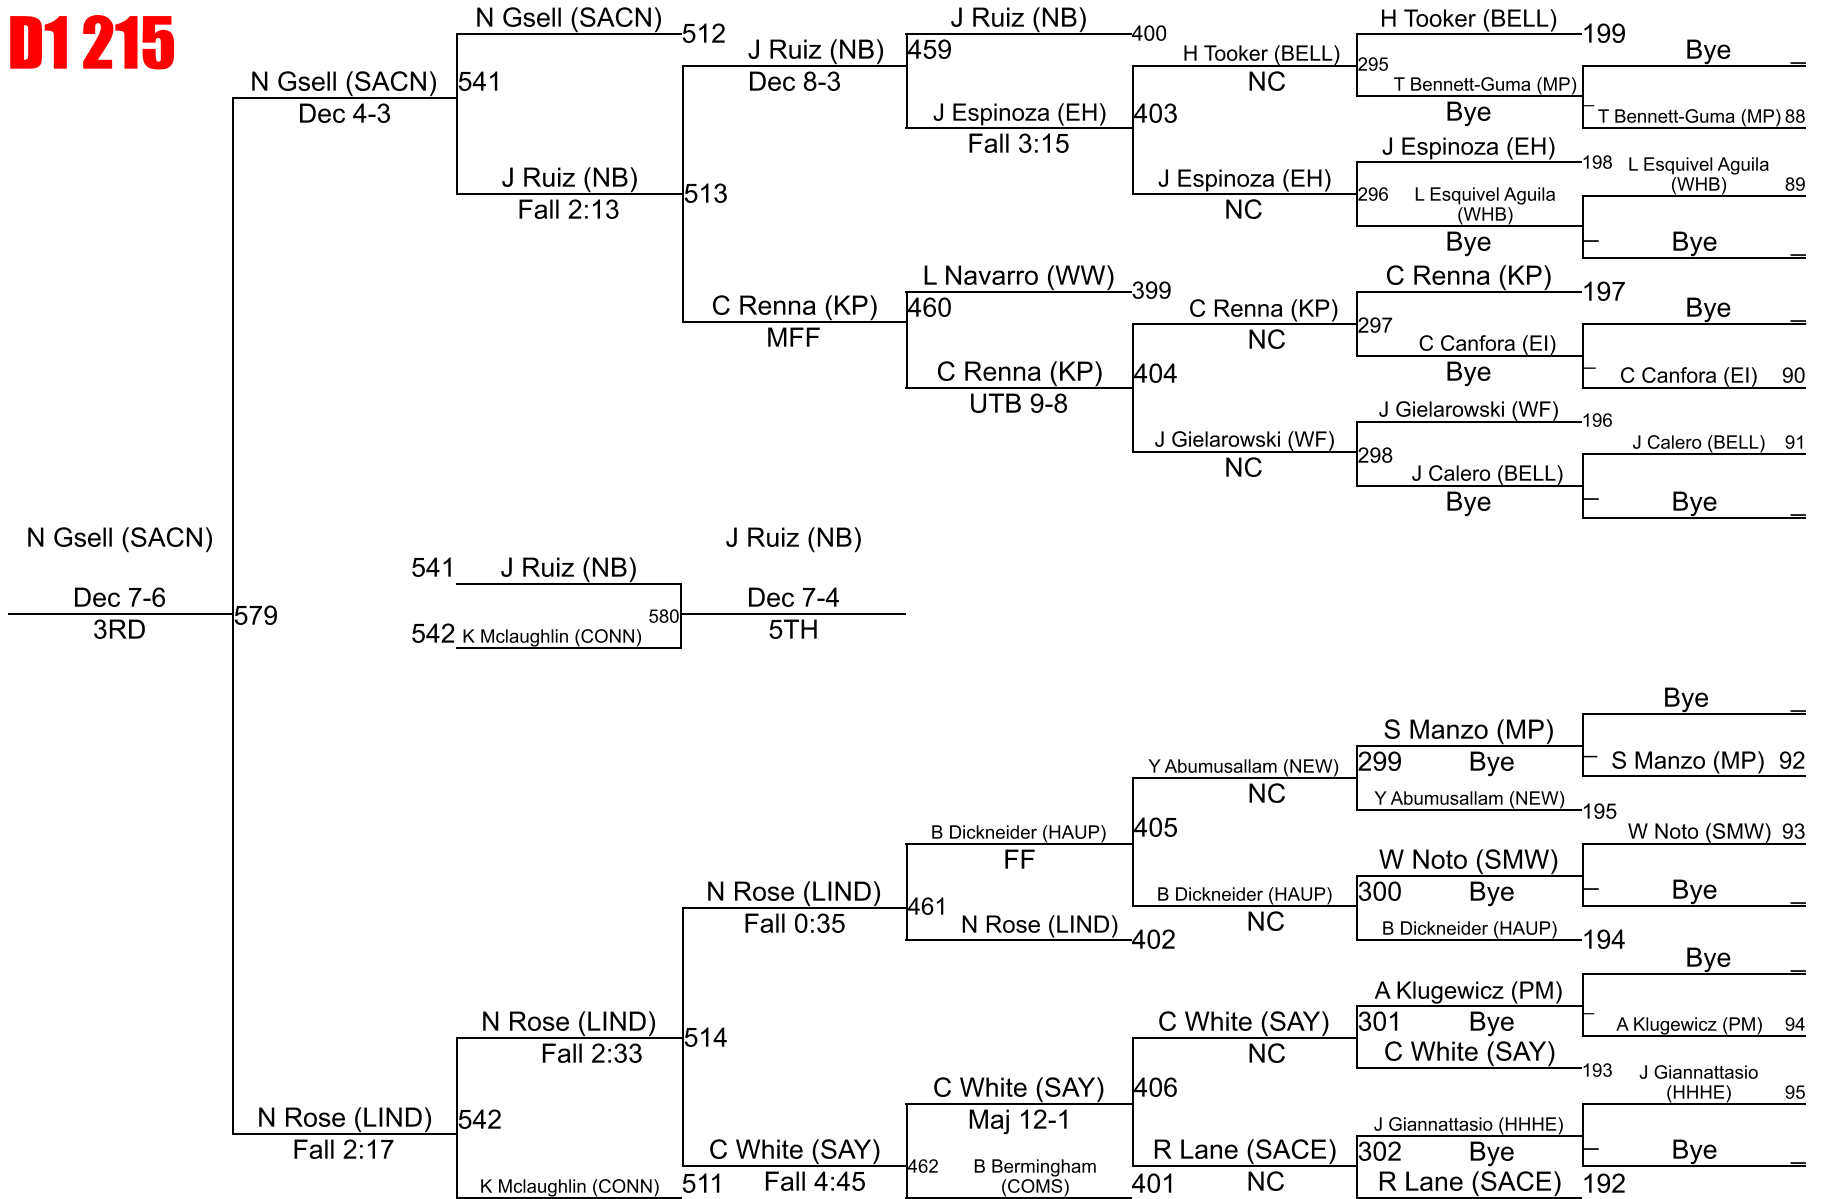 D1 215
N Gsell (SACN)
512
J Ruiz (NB)
400
H Tooker (BELL)
199
Bye
_
J Ruiz (NB)
459
H Tooker (BELL)
295
N Gsell (SACN)
541
Dec 8-3
NC
T Bennett-Guma (MP)
Dec 4-3
J Espinoza (EH)
403
Bye
_
T Bennett-Guma (MP) 88
Fall 3:15
J Espinoza (EH)
198
L Esquivel Aguila
(WHB)
89
J Ruiz (NB)
513
J Espinoza (EH)
296
L Esquivel Aguila
(WHB)
Fall 2:13
NC
Bye
_
Bye
_
L Navarro (WW)
399
C Renna (KP)
197
C Renna (KP)
460
C Renna (KP)
297
Bye
_
MFF
NC
C Canfora (EI)
C Renna (KP)
404
Bye
_
C Canfora (EI)
90
UTB 9-8
J Gielarowski (WF)
196
J Gielarowski (WF)
298
J Calero (BELL)
91
NC
J Calero (BELL)
Bye
_
Bye
_
N Gsell (SACN)
J Ruiz (NB)
541
J Ruiz (NB)
Dec 7-6
579
580
Dec 7-4
3RD
542
K Mclaughlin (CONN)
5TH
Bye
_
S Manzo (MP)
Y Abumusallam (NEW)
299
Bye
_
S Manzo (MP)
92
NC
Y Abumusallam (NEW)
195
B Dickneider (HAUP)
405
W Noto (SMW)
93
FF
W Noto (SMW)
N Rose (LIND)
461
B Dickneider (HAUP)
300
Bye
_
Bye
_
Fall 0:35
N Rose (LIND)
402
NC
B Dickneider (HAUP)
194
Bye
_
A Klugewicz (PM)
N Rose (LIND)
514
C White (SAY)
301
Bye
_
A Klugewicz (PM)
94
Fall 2:33
NC
C White (SAY)
193
J Giannattasio
(HHHE)
95
C White (SAY)
406
N Rose (LIND)
542
Maj 12-1
J Giannattasio (HHHE)
Fall 2:17
C White (SAY)
462
R Lane (SACE)
302
Bye
_
Bye
_
K Mclaughlin (CONN)
511
Fall 4:45
B Bermingham
(COMS)
401
NC
R Lane (SACE)
192